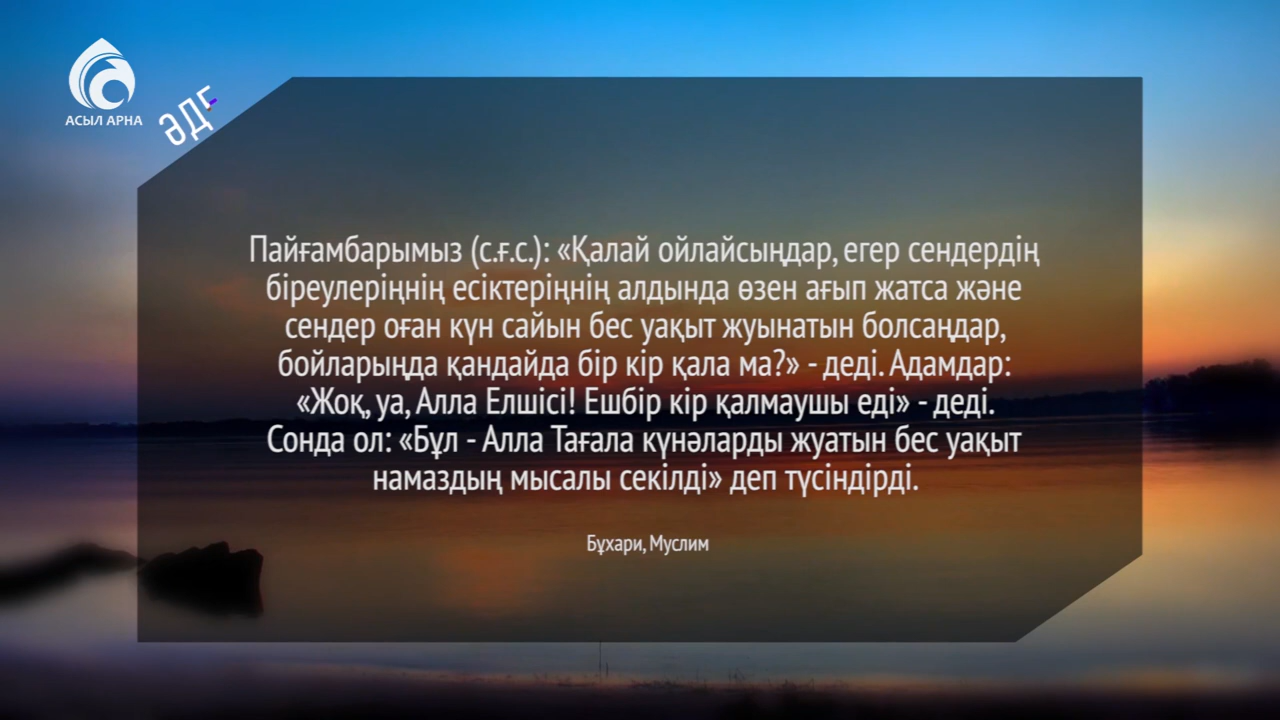 АСЫЛ АРНА
Пайғамбарымыз (с.ғ.с.): «Қалай ойлайсыңдар, егер сендердің
біреулеріңнің есіктеріңнің алдында өзен ағып жатса және
сендер оған күн сайын бес уақыт жуынатын болсаңдар,
бойларыңда қандайда бір кір қала ма?» - деді. Адамдар:
«Жоқ, уа, Алла Елшісі! Ешбір кір қалмаушы еді» - деді.
Сонда ол: «Бұл - Алла Тағала күнәларды жуатын бес уақыт
намаздың мысалы секілді» деп түсіндірді.
Бұхари, Муслим